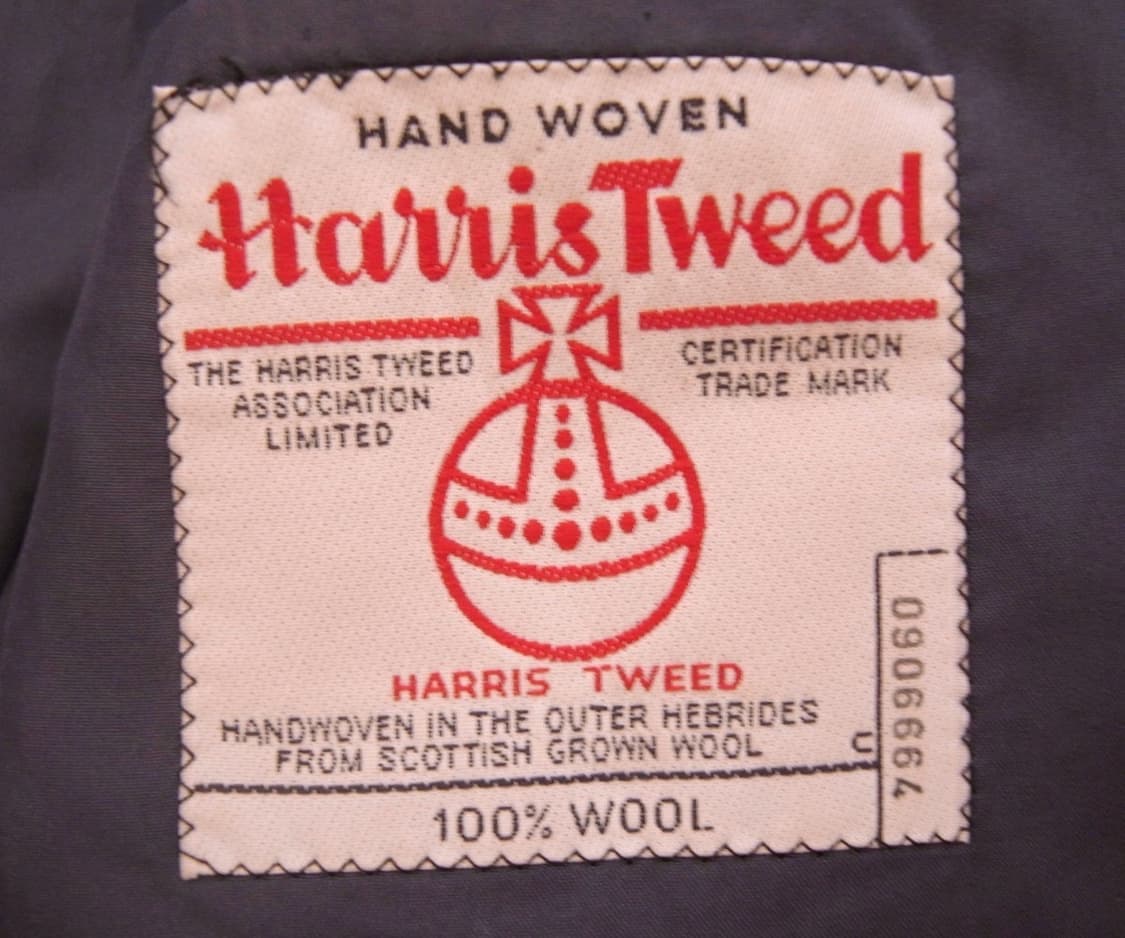 HAND WOVEN
Harris Tweed
THE HARRIS TWEED
ASSOCIATION
LIMITED
CERTIFICATION
TRADE MARK
HARRIS TWEED
HANDWOVEN IN THE OUTER HEBRIDES
FROM SCOTTISH GROWN WOOL
100% WOOL